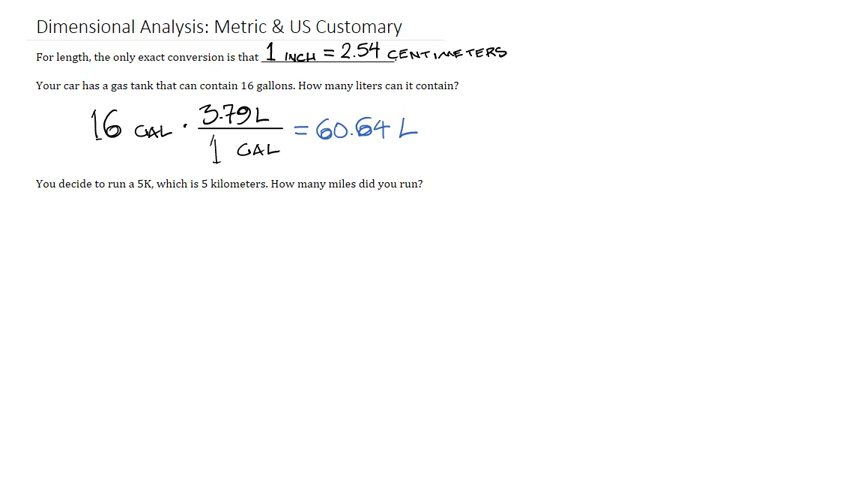 Dimensional Analysis: Metric & US Customary
For length, the only exact conversion is that 1 INCH = 2.54 CENTIMETERS
Your car has a gas tank that can contain 16 gallons. How many liters can it contain?
16 GAL · 3.79 L / 1 GAL = 60.64 L
You decide to run a 5K, which is 5 kilometers. How many miles did you run?